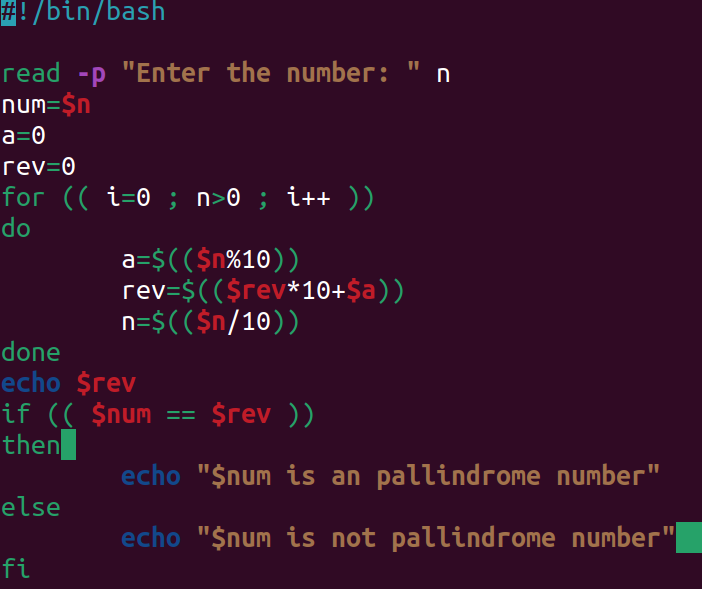 #!/bin/bash
read -p "Enter the number: " n
num=$n
a=0
rev=0
for (( i=0 ; n>0 ; i++ ))
do
a=$(($n%10))
rev=$(($rev*10+$a))
n=$(($n/10))
done
echo $rev
if (( $num == $rev ))
then
echo "$num is an pallindrome number"
else
echo "$num is not pallindrome number"
fi